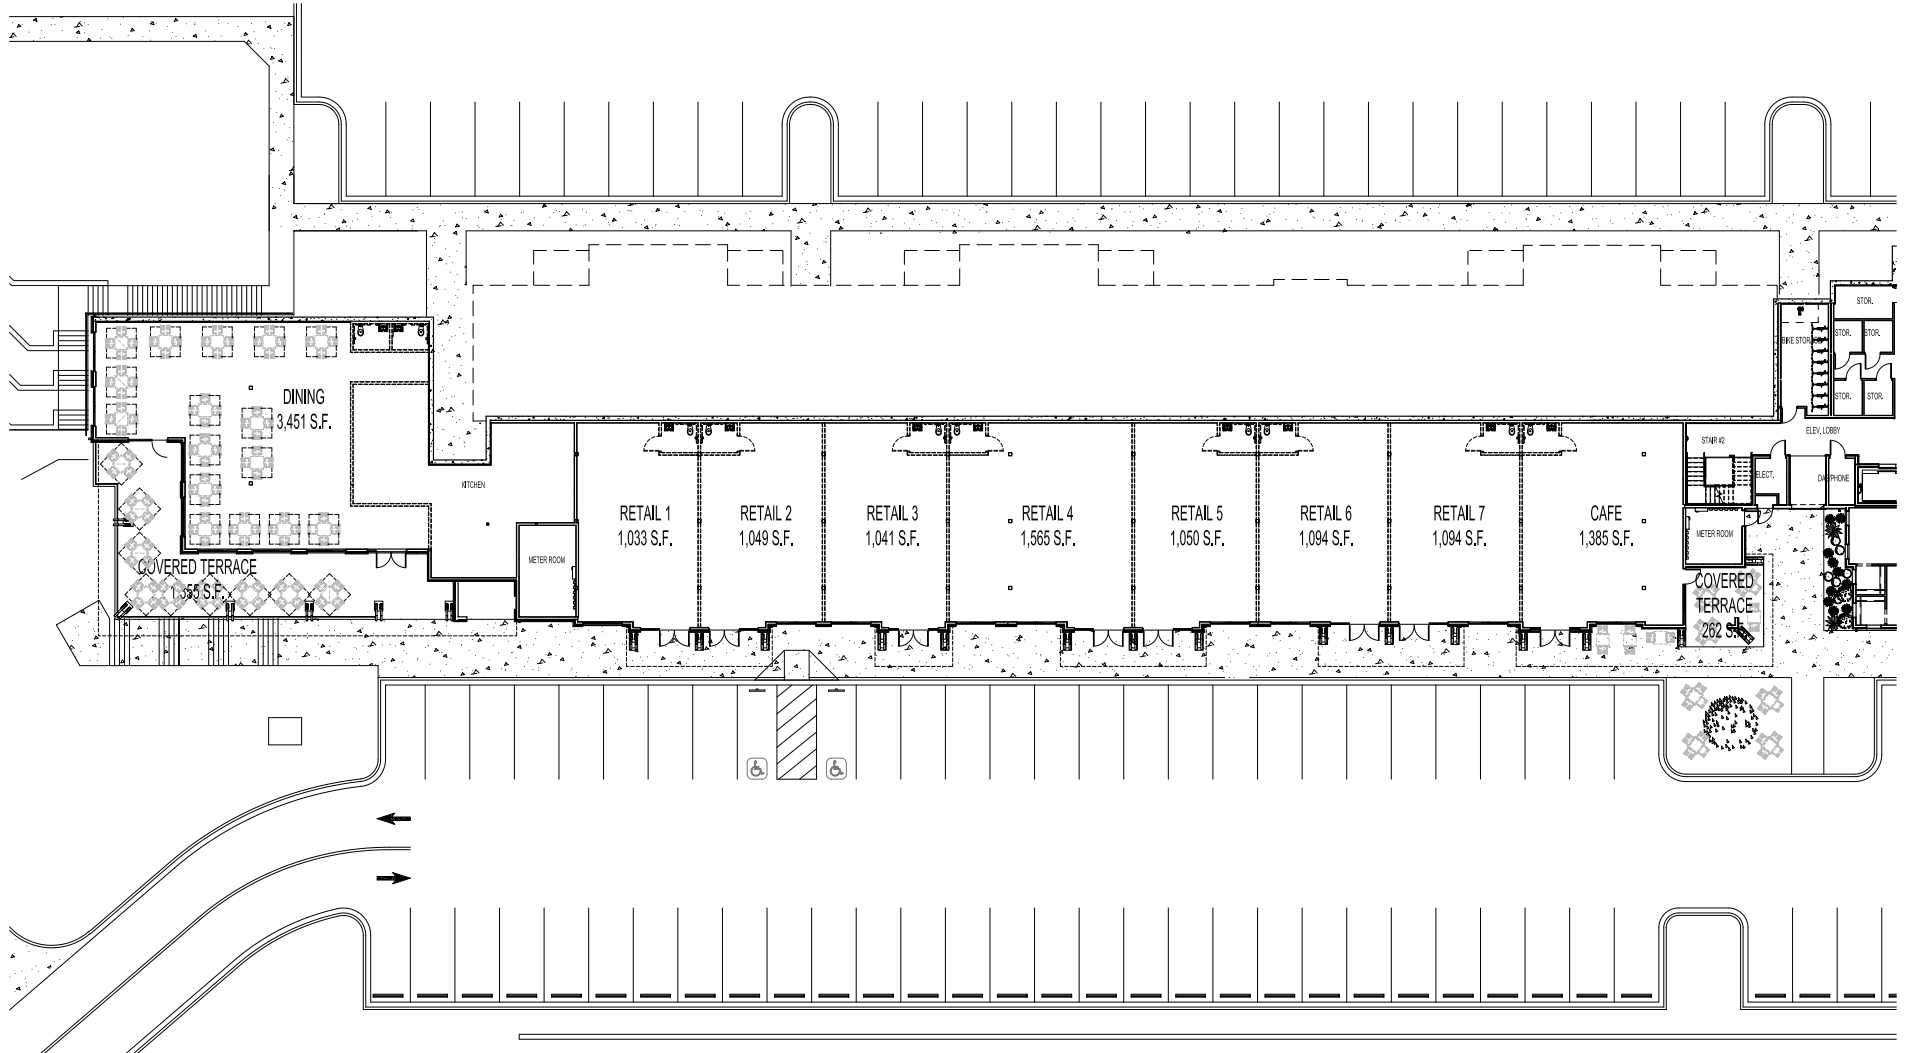 STOR.
STOR.
STOR.
BIKE STORAGE
STOR.
STOR.
DINING
3,451 S.F.
ELEV. LOBBY
STAIR #2
ELECT.
KITCHEN
RETAIL 1
1,033 S.F.
RETAIL 2
1,049 S.F.
RETAIL 3
1,041 S.F.
RETAIL 4
1,565 S.F.
RETAIL 5
1,050 S.F.
RETAIL 6
1,094 S.F.
RETAIL 7
1,094 S.F.
CAFE
1,385 S.F.
METER ROOM
METER ROOM
COVERED TERRACE
S.F.
COVERED
TERRACE
262 S.F.